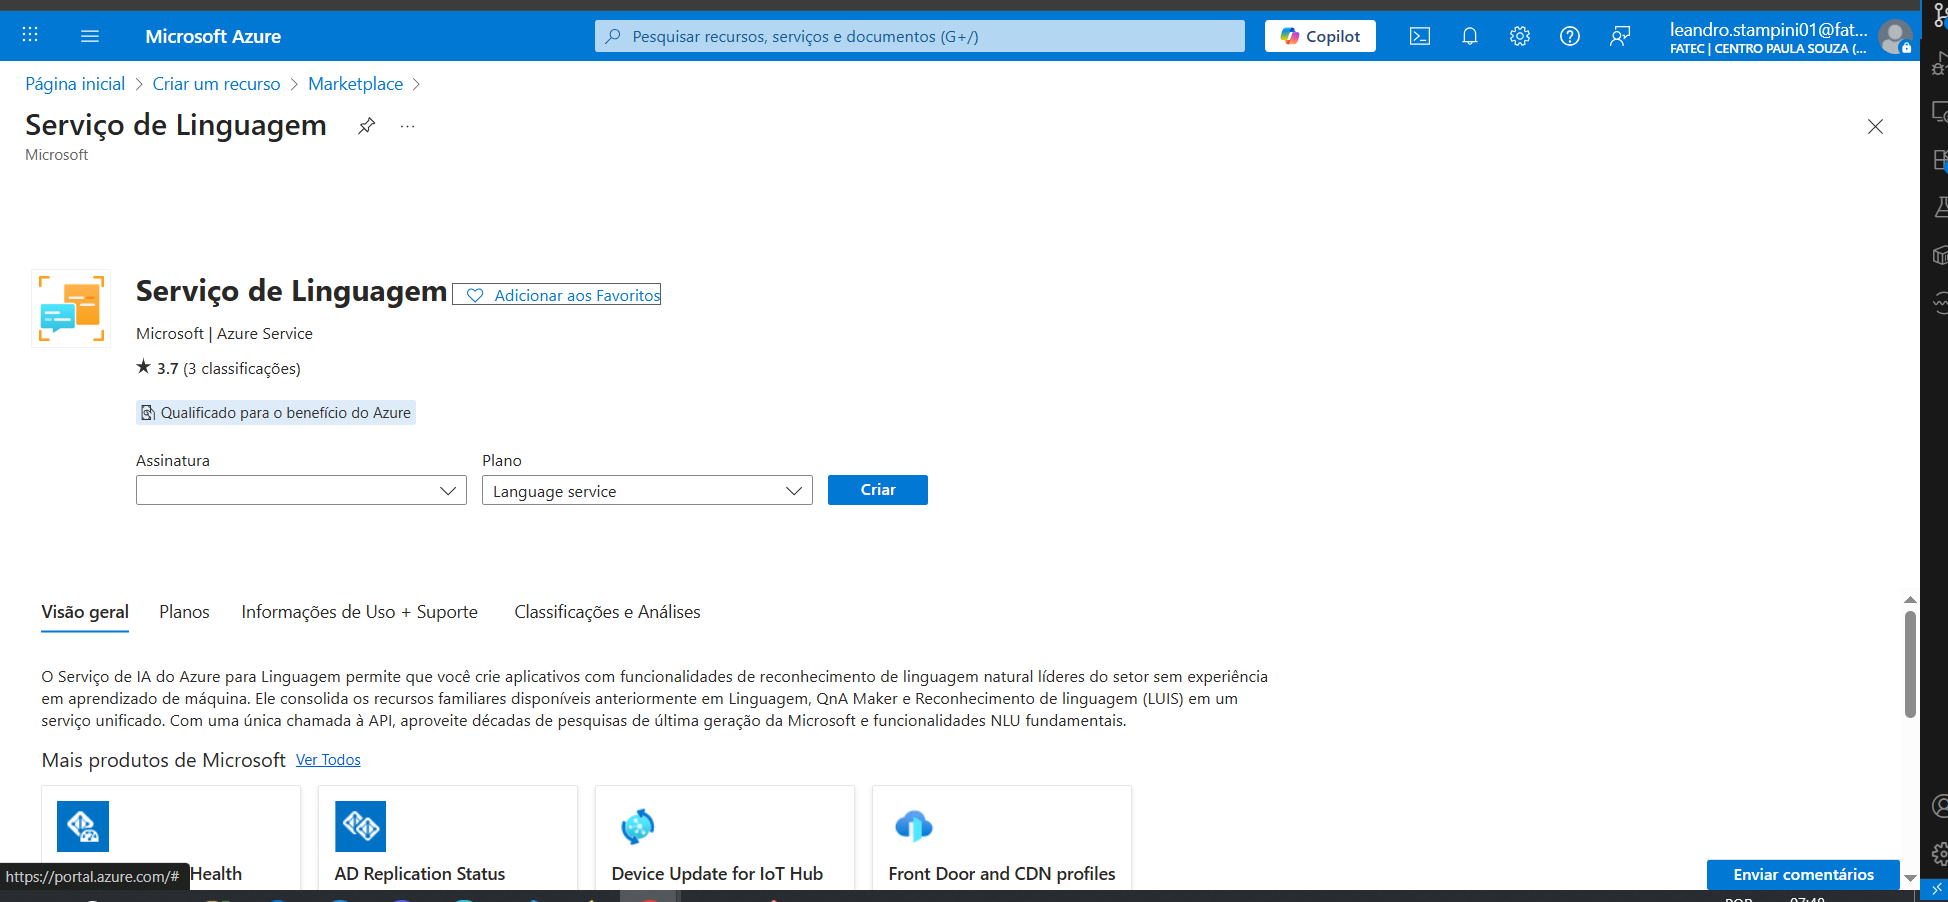 Microsoft Azure
Pesquisar recursos, serviços e documentos (G+/)
Copilot
leandro.stampini01@fat...
FATEC | CENTRO PAULA SOUZA (...
Página inicial > Criar um recurso > Marketplace >
Serviço de Linguagem
...
Microsoft
Serviço de Linguagem
Adicionar aos Favoritos
Microsoft | Azure Service
★ 3.7 (3 classificações)
Qualificado para o benefício do Azure
Assinatura
Plano
Language service
Criar
Visão geral
Planos
Informações de Uso + Suporte
Classificações e Análises
O Serviço de IA do Azure para Linguagem permite que você crie aplicativos com funcionalidades de reconhecimento de linguagem natural líderes do setor sem experiência
em aprendizado de máquina. Ele consolida os recursos familiares disponíveis anteriormente em Linguagem, QnA Maker e Reconhecimento de linguagem (LUIS) em um
serviço unificado. Com uma única chamada à API, aproveite décadas de pesquisas de última geração da Microsoft e funcionalidades NLU fundamentais.
Mais produtos de Microsoft Ver Todos
Health
AD Replication Status
Device Update for IoT Hub
Front Door and CDN profiles
https://portal.azure.com/#
Enviar comentários